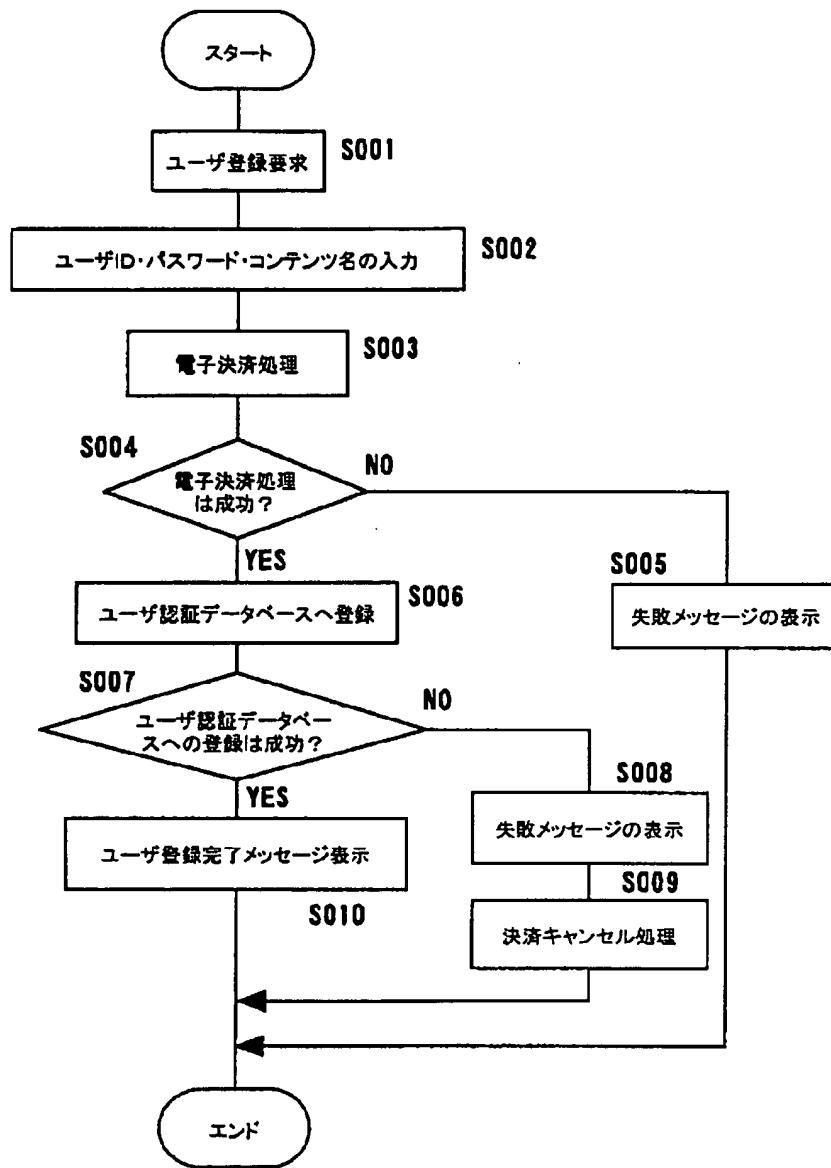 スタート
S001
ユーザ登録要求
S002
ユーザID・パスワード・コンテンツ名の入力
S003
電子決済処理
S004
NO
電子決済処理
は成功？
YES
S005
S006
ユーザ認証データベースへ登録
失敗メッセージの表示
S007
NO
ユーザ認証データベー
スへの登録は成功？
S008
YES
失敗メッセージの表示
ユーザ登録完了メッセージ表示
S009
S010
決済キャンセル処理
エンド